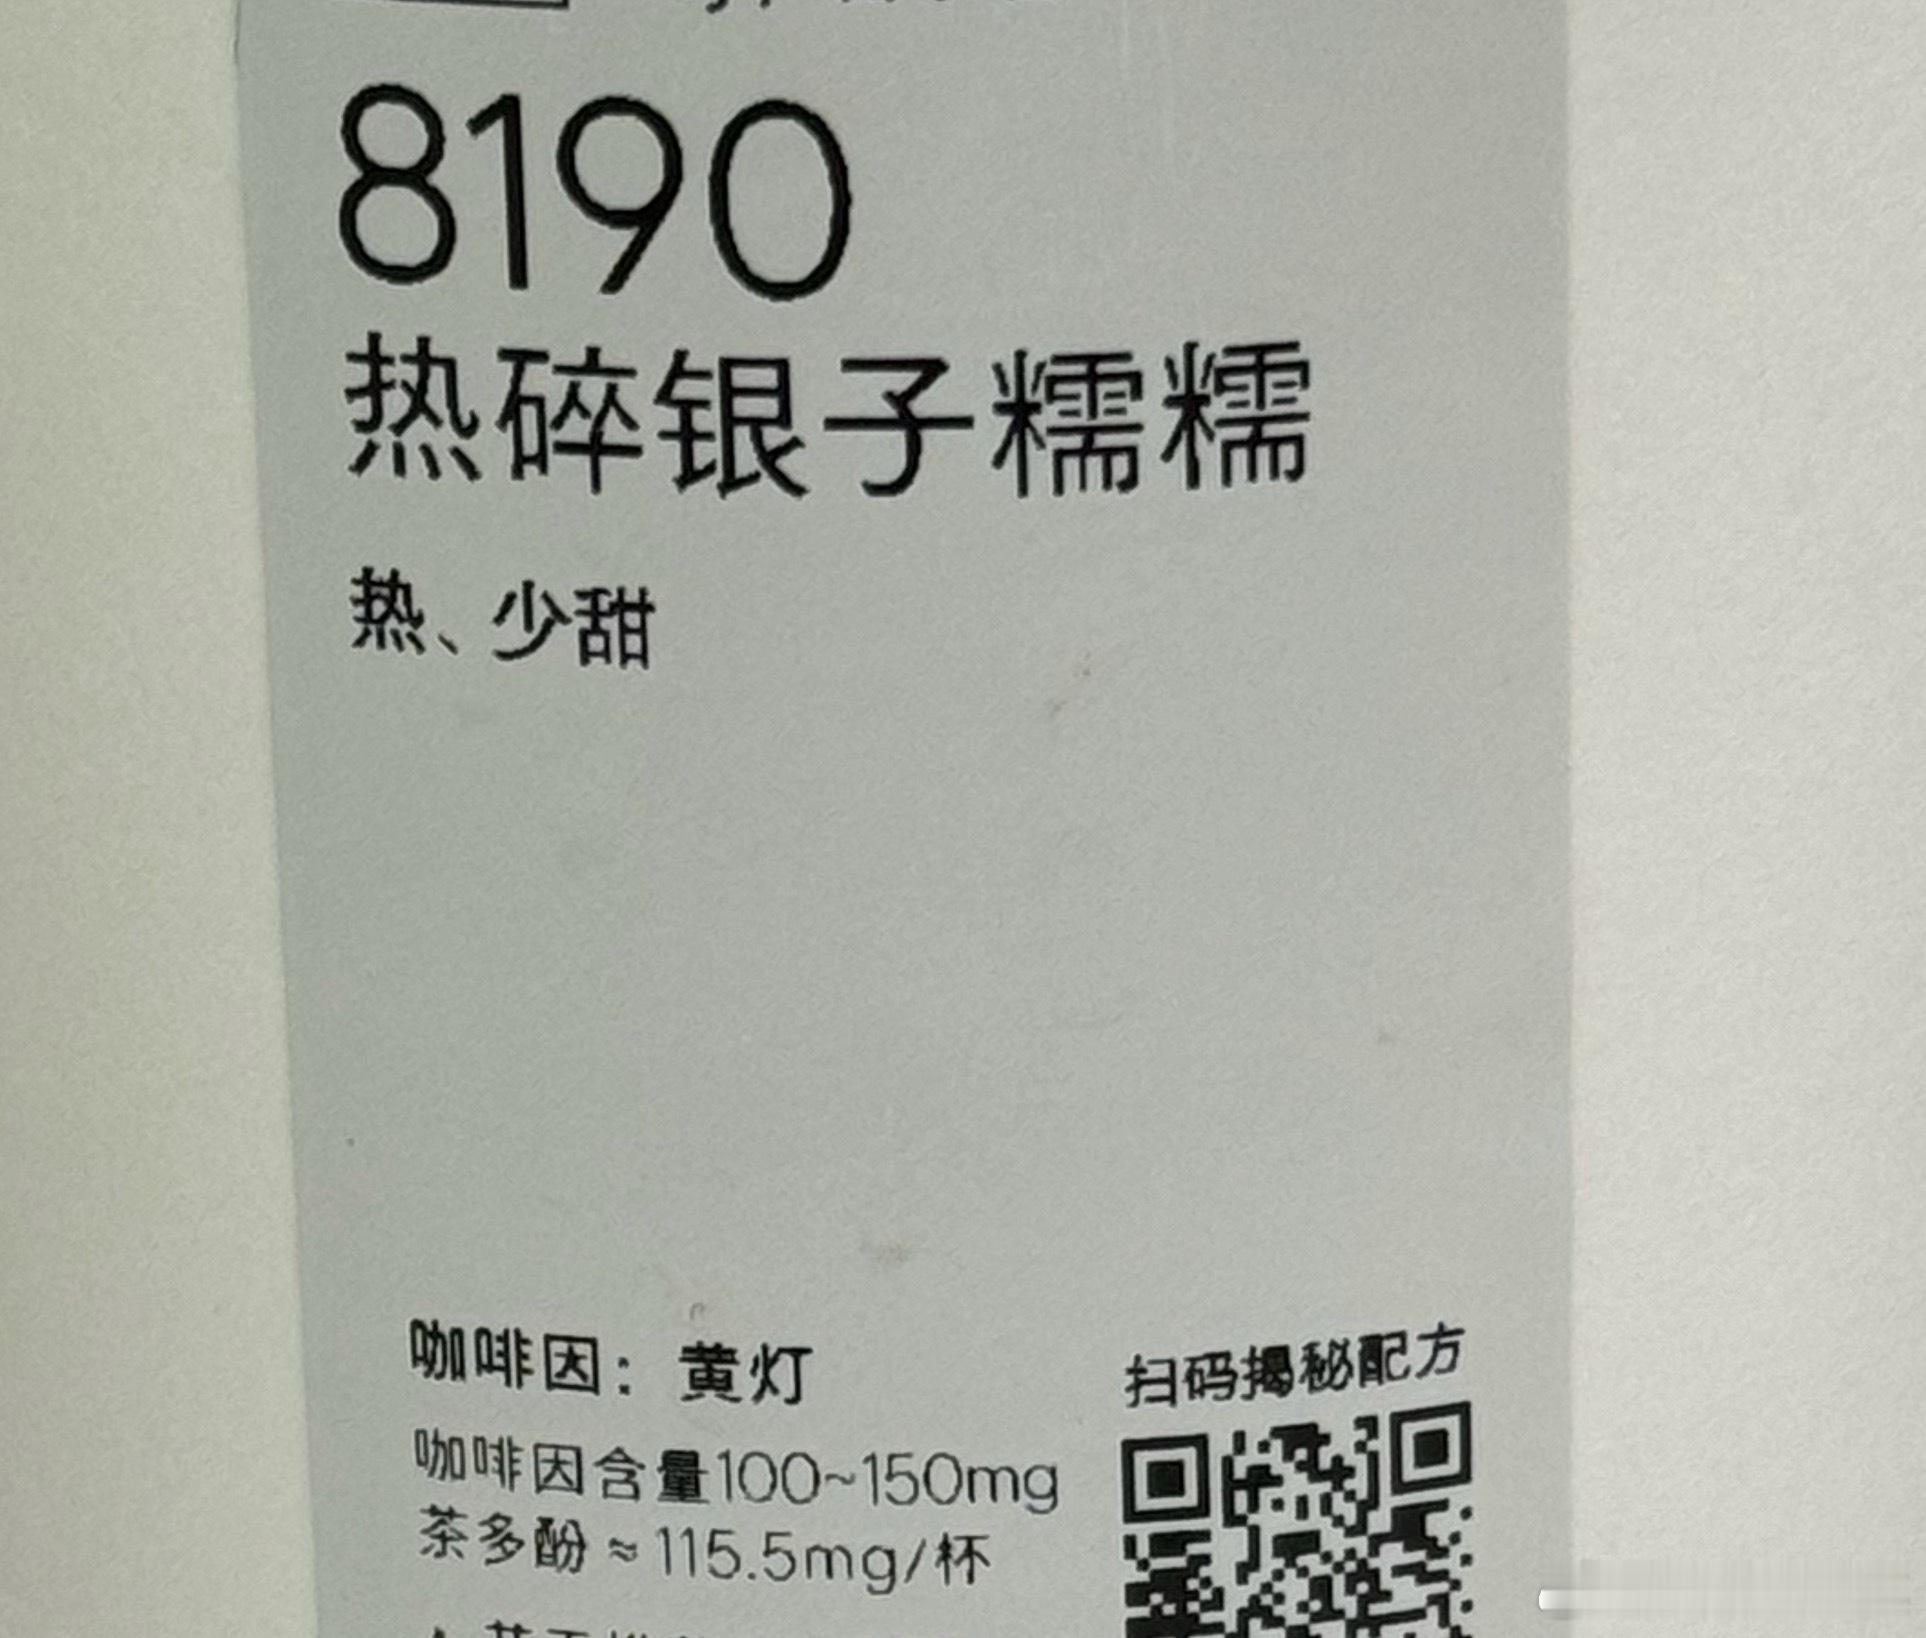 8190
热碎银子糯糯
热、少甜
咖啡因：黄灯
扫码揭秘配方
咖啡因含量100~150mg
茶多酚≈115.5mg/杯